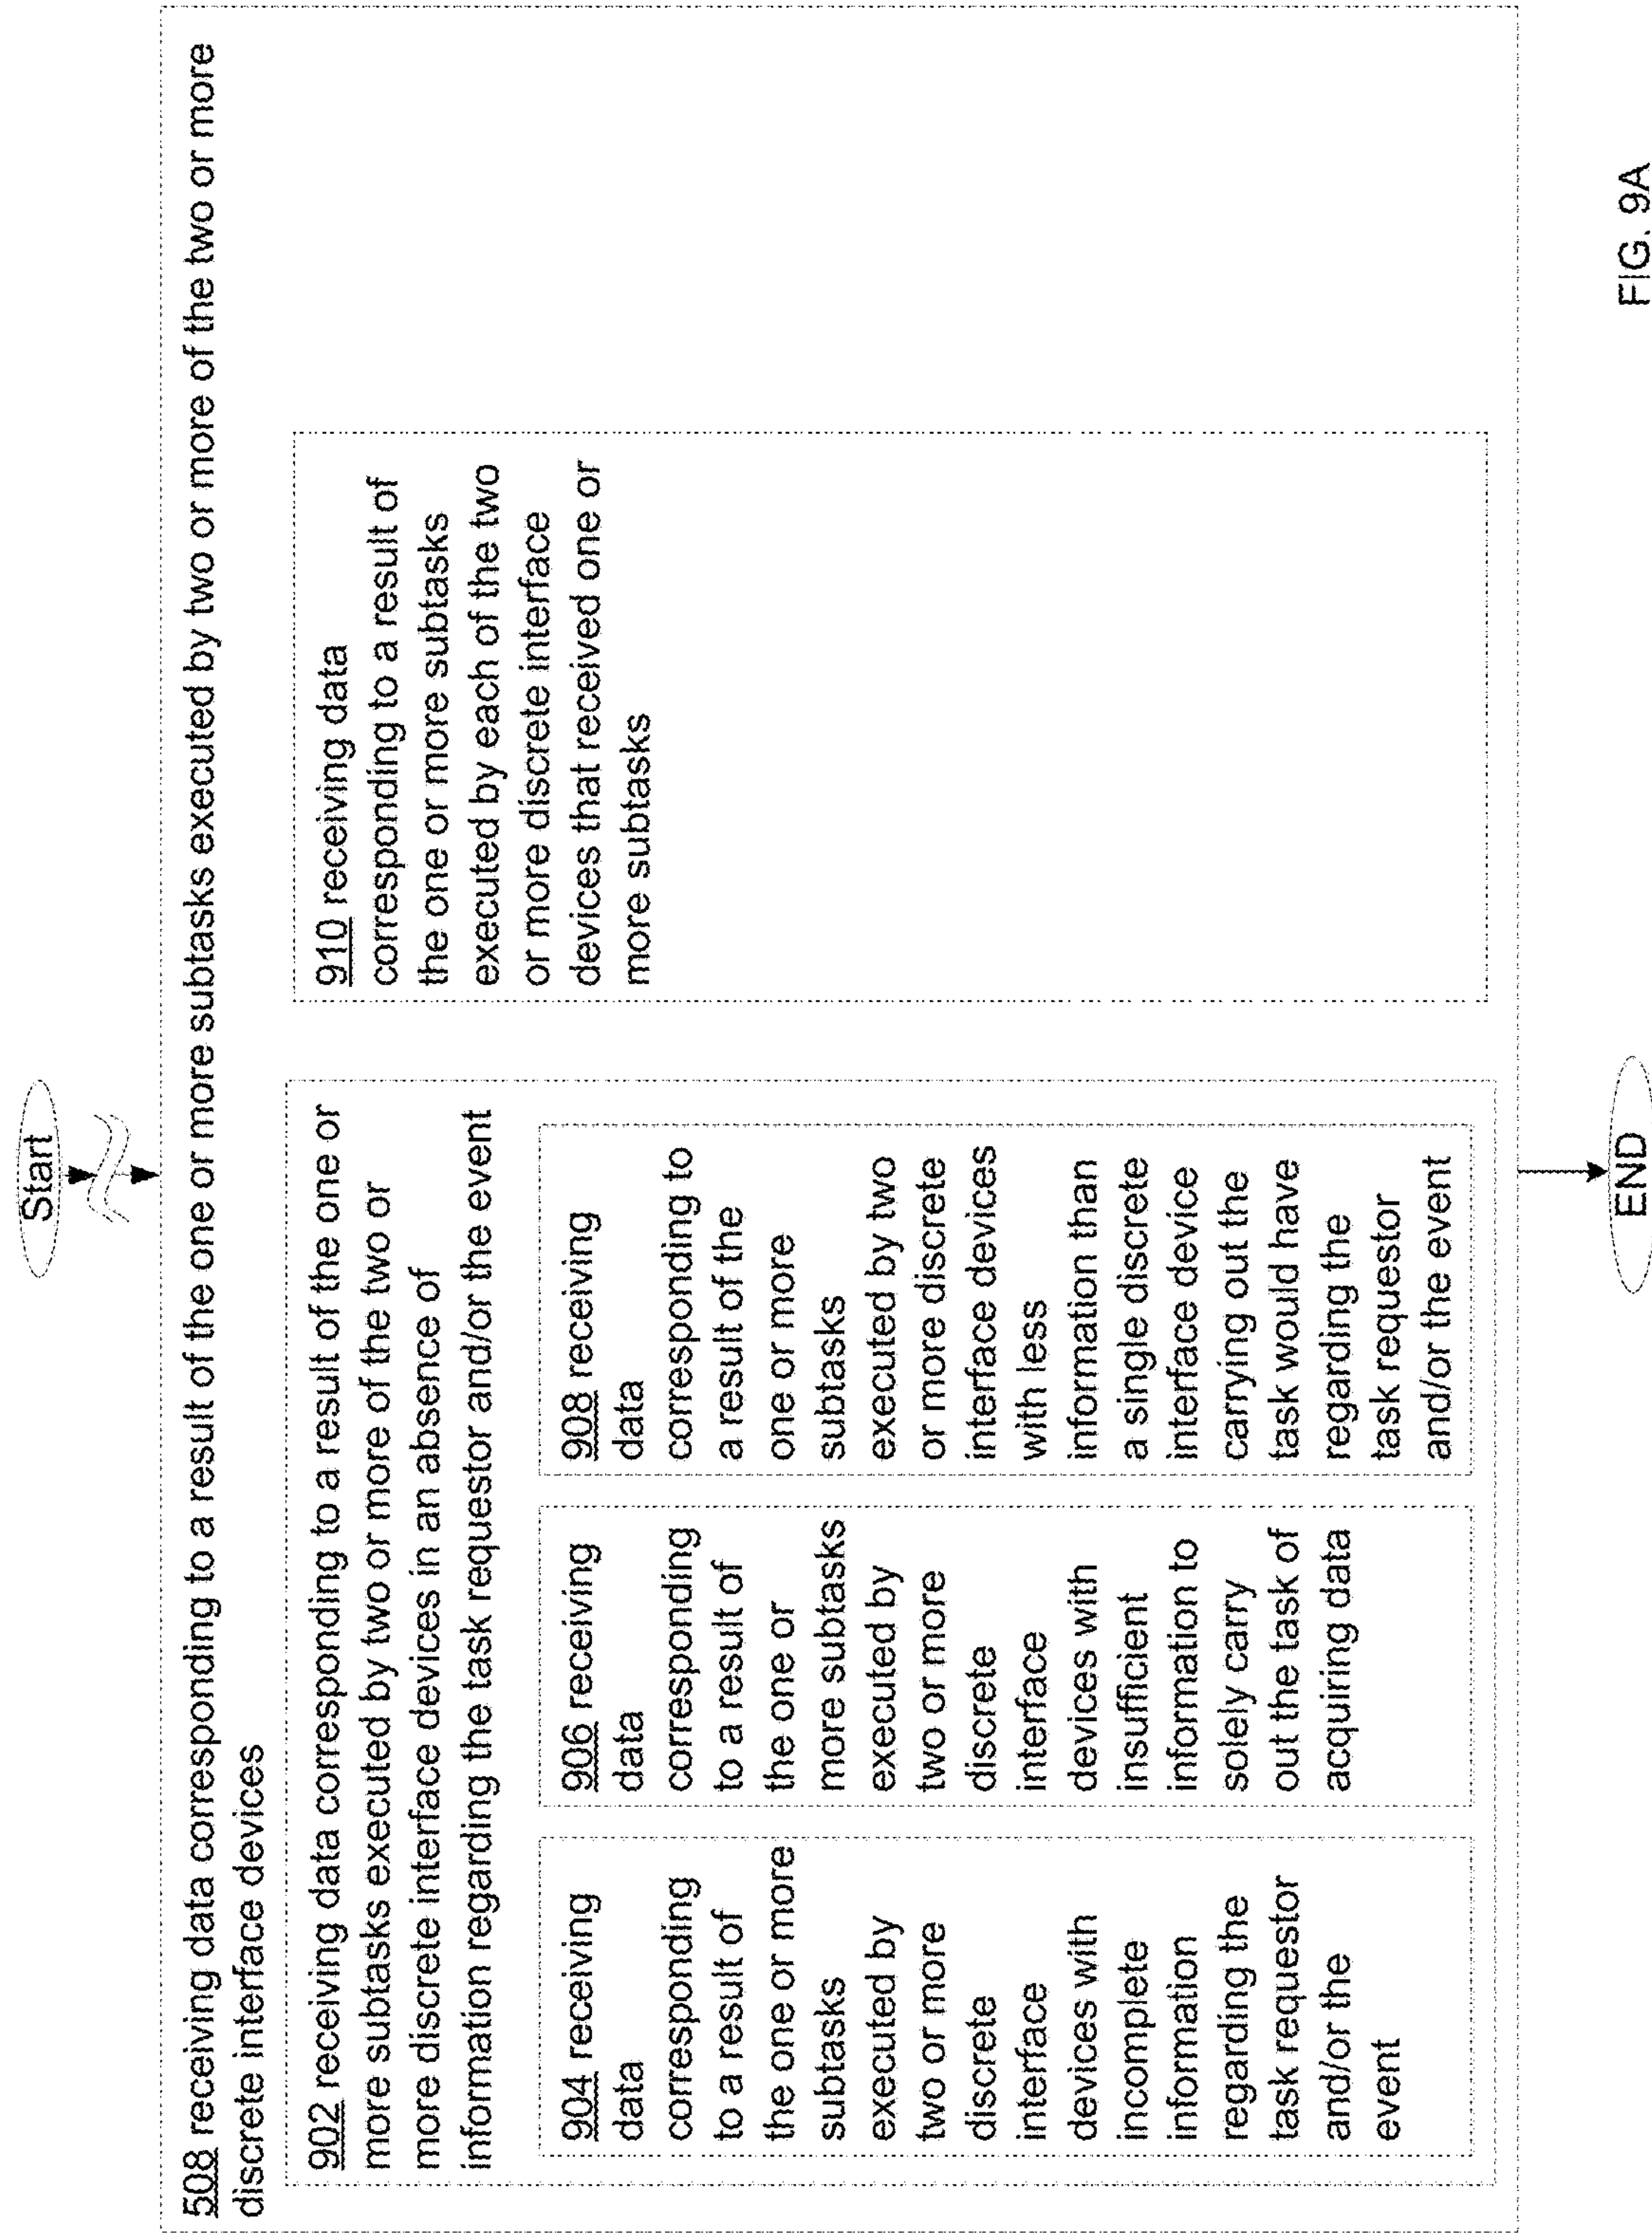 Start
508 receiving data corresponding to a result of the one or more subtasks executed by two or more of the two or more
discrete interface devices
902 receiving data corresponding to a result of the one or
more subtasks executed by two or more of the two or
more discrete interface devices in an absence of
information regarding the task requestor and/or the event
904 receiving
data
corresponding
to a result of
the one or more
subtasks
executed by
two or more
discrete
interface
devices with
incomplete
information
regarding the
task requestor
and/or the
event
906 receiving
data
corresponding
to a result of
the one or
more subtasks
executed by
two or more
discrete
interface
devices with
insufficient
information to
solely carry
out the task of
acquiring data
908 receiving
data
corresponding to
a result of the
one or more
subtasks
executed by two
or more discrete
interface devices
with less
information than
a single discrete
interface device
carrying out the
task would have
regarding the
task requestor
and/or the event
910 receiving data
corresponding to a result of
the one or more subtasks
executed by each of the two
or more discrete interface
devices that received one or
more subtasks
END
FIG. 9A